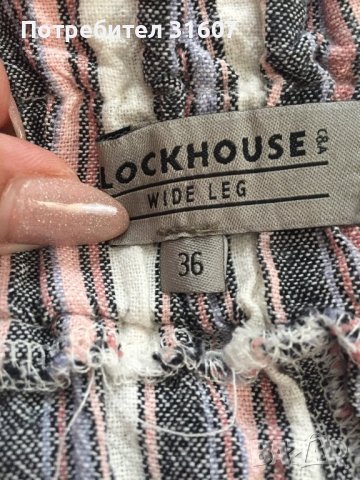 Потребител 31607
LOCKHOUSE
C&A
WIDE LEG
36